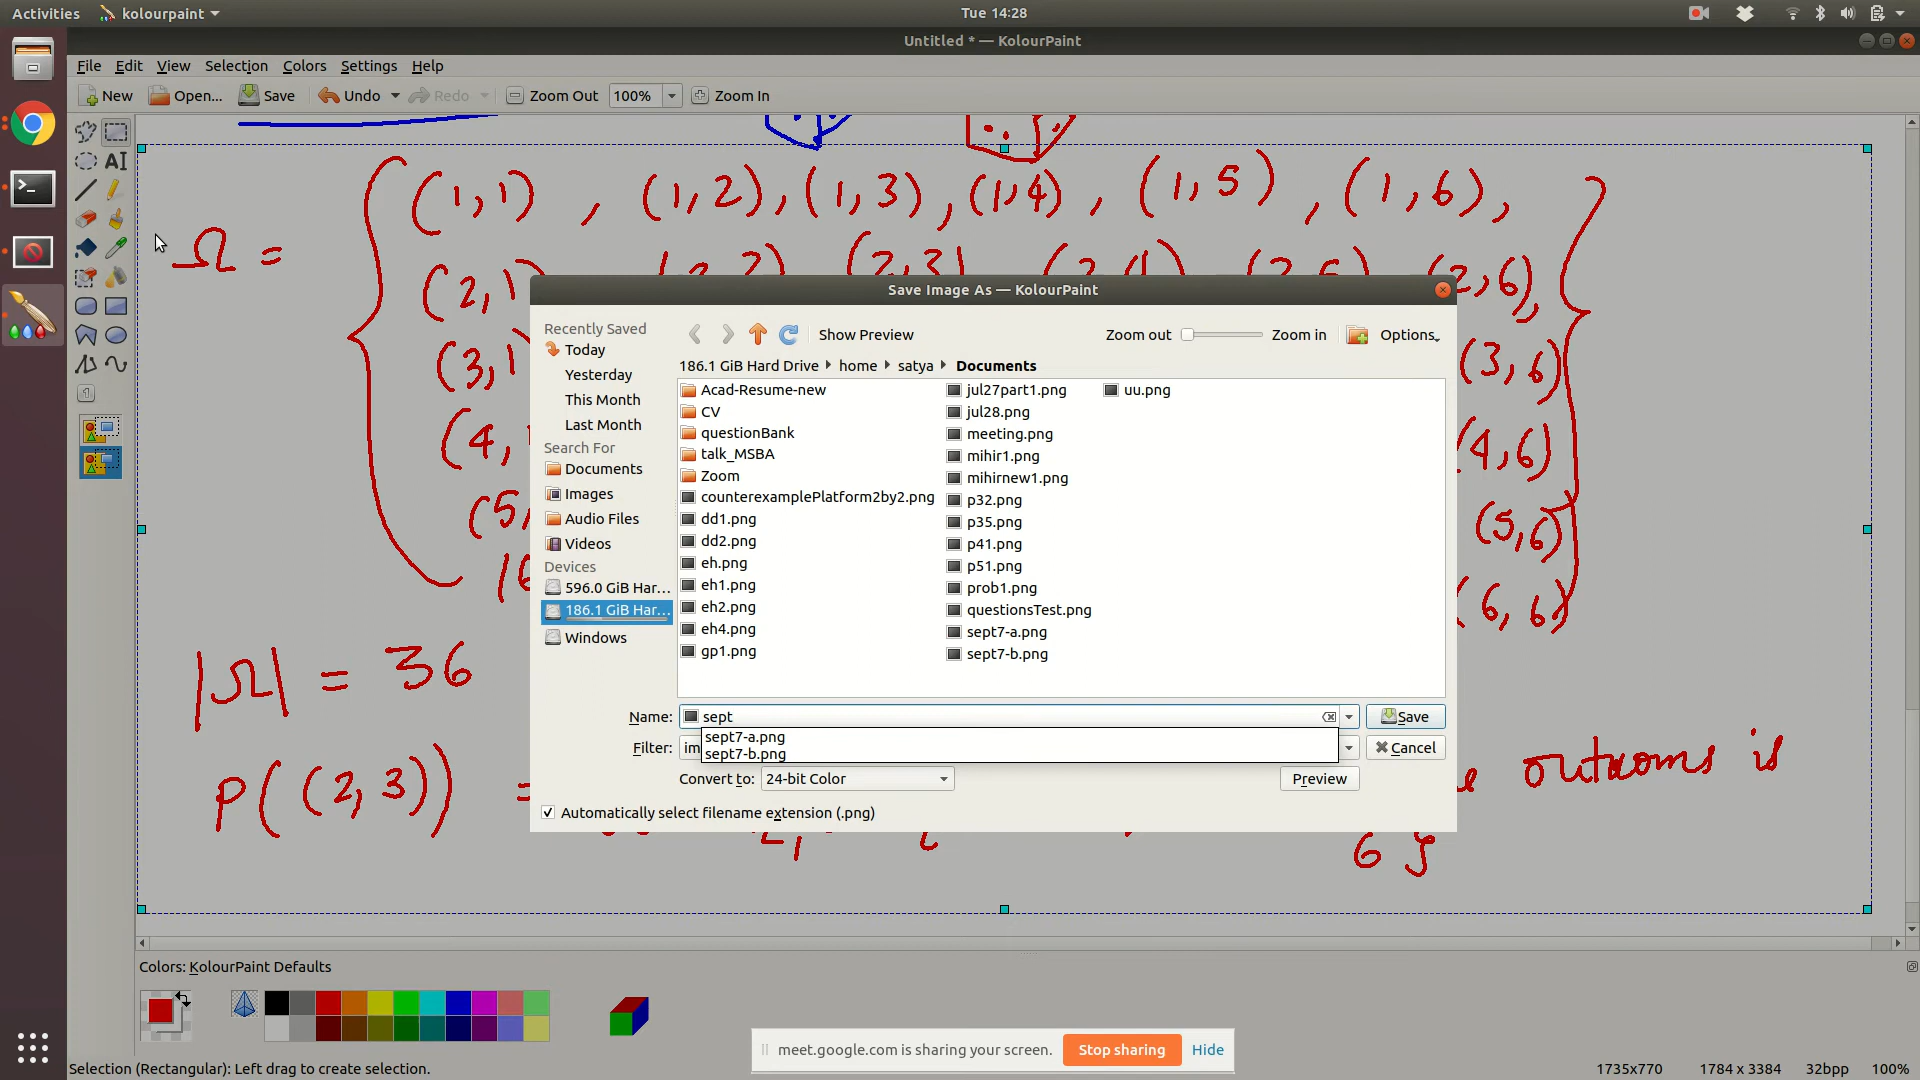 Activities kolourpaint Tue 14:28
Untitled * — KolourPaint
File Edit View Selection Colors Settings Help
New Open... Save Undo Redo Zoom Out 100% Zoom In
Ω = { (1,1) , (1,2), (1,3), (1,4), (1,5) , (1,6),
(2,6),
(3,6)
(4,6)
(5,6)
(6,6) }
|Ω| = 36
P((2,3)) =
outcoms is
6 }
Save Image As — KolourPaint
Show Preview Zoom out Zoom in Options
186.1 GiB Hard Drive home satya Documents
Recently Saved
Today
Yesterday
This Month
Last Month
Search For
Documents
Images
Audio Files
Videos
Devices
596.0 GiB Har...
186.1 GiB Har...
Windows
Acad-Resume-new
CV
questionBank
talk_MSBA
Zoom
counterexamplePlatform2by2.png
dd1.png
dd2.png
eh.png
eh1.png
eh2.png
eh4.png
gp1.png
jul27part1.png
jul28.png
meeting.png
mihir1.png
mihirnew1.png
p32.png
p35.png
p41.png
p51.png
prob1.png
questionsTest.png
sept7-a.png
sept7-b.png
uu.png
Name: sept Save
sept7-a.png
sept7-b.png
Filter: im Cancel
Convert to: 24-bit Color Preview
Automatically select filename extension (.png)
Colors: KolourPaint Defaults
meet.google.com is sharing your screen. Stop sharing Hide
Selection (Rectangular): Left drag to create selection. 1735x770 1784 x 3384 32bpp 100%